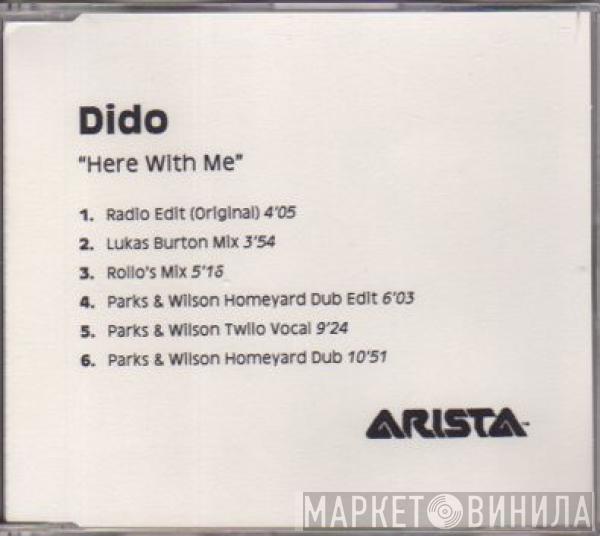 Dido
"Here With Me"
1. Radio Edit (Original) 4'05
2. Lukas Burton Mix 3'54
3. Rollo's Mix 5'18
4. Parks & Wilson Homeyard Dub Edit 6'03
5. Parks & Wilson Twilo Vocal 9'24
6. Parks & Wilson Homeyard Dub 10'51
ARISTA™
МАРКЕТ ВИНИЛА